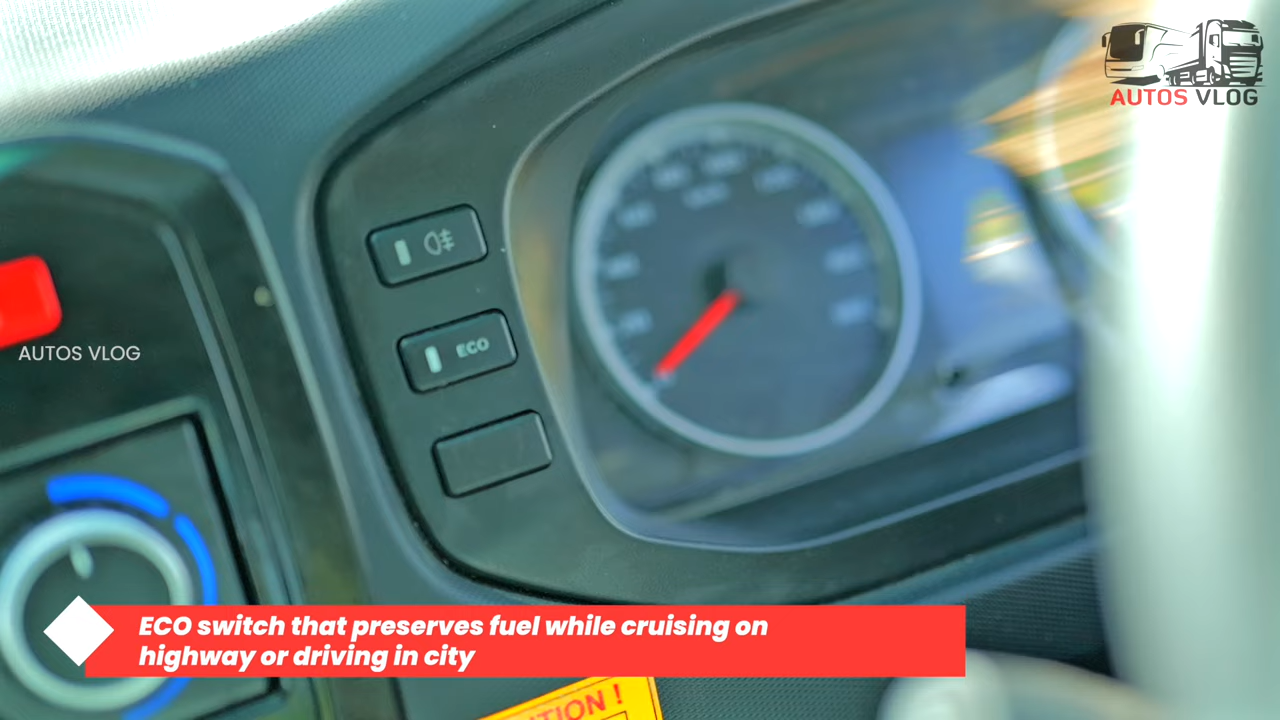 AUTOS VLOG
ECO
AUTOS VLOG
ECO switch that preserves fuel while cruising on
highway or driving in city